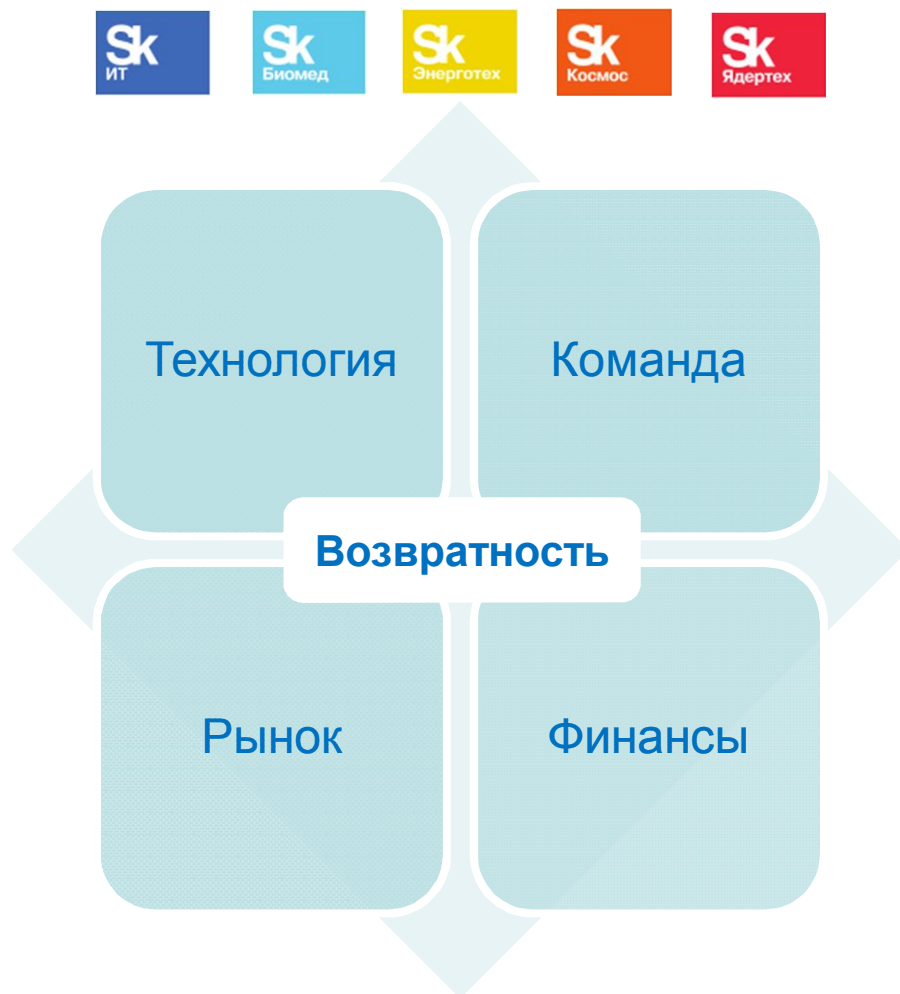 Sk
ИТ
Sk
Биомед
Sk
Энерготех
Sk
Космос
Sk
Ядертех
Технология
Команда
Возвратность
Рынок
Финансы